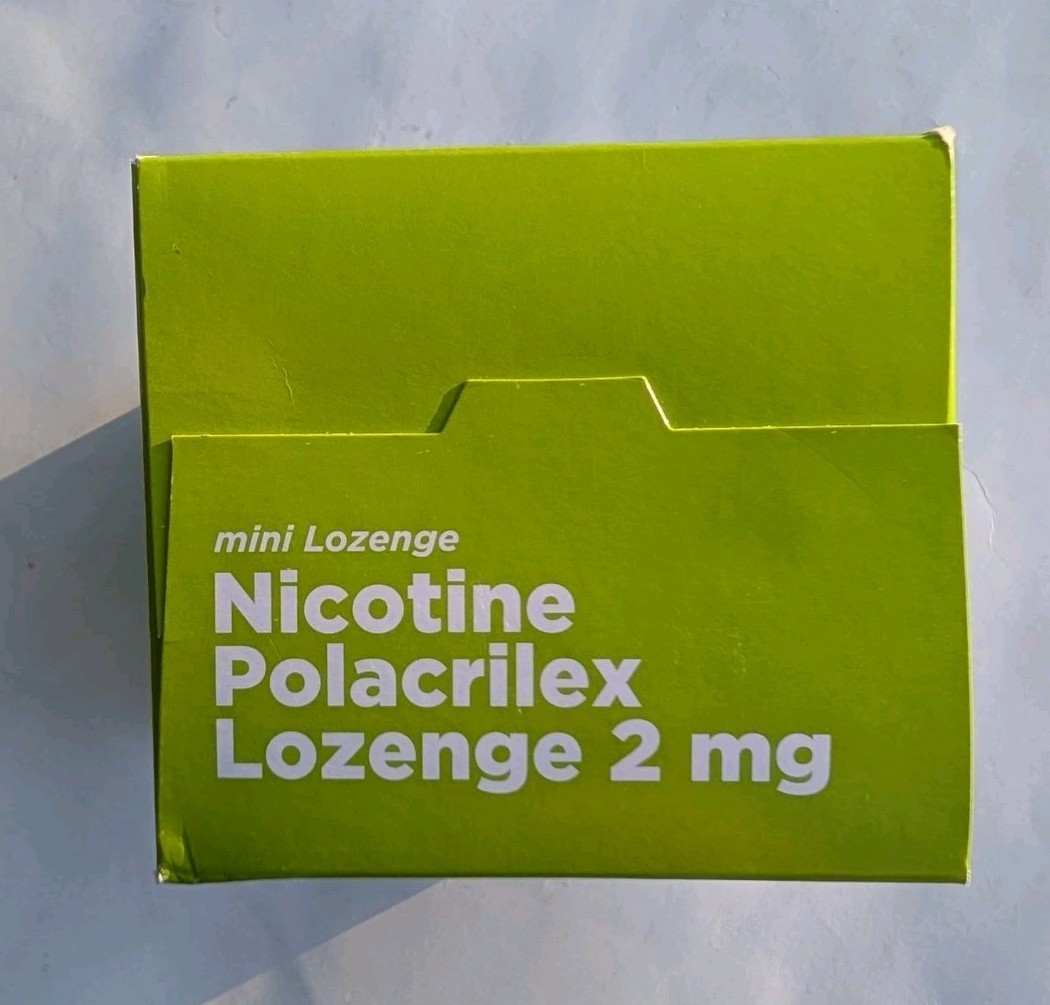 mini Lozenge
Nicotine
Polacrilex
Lozenge 2 mg